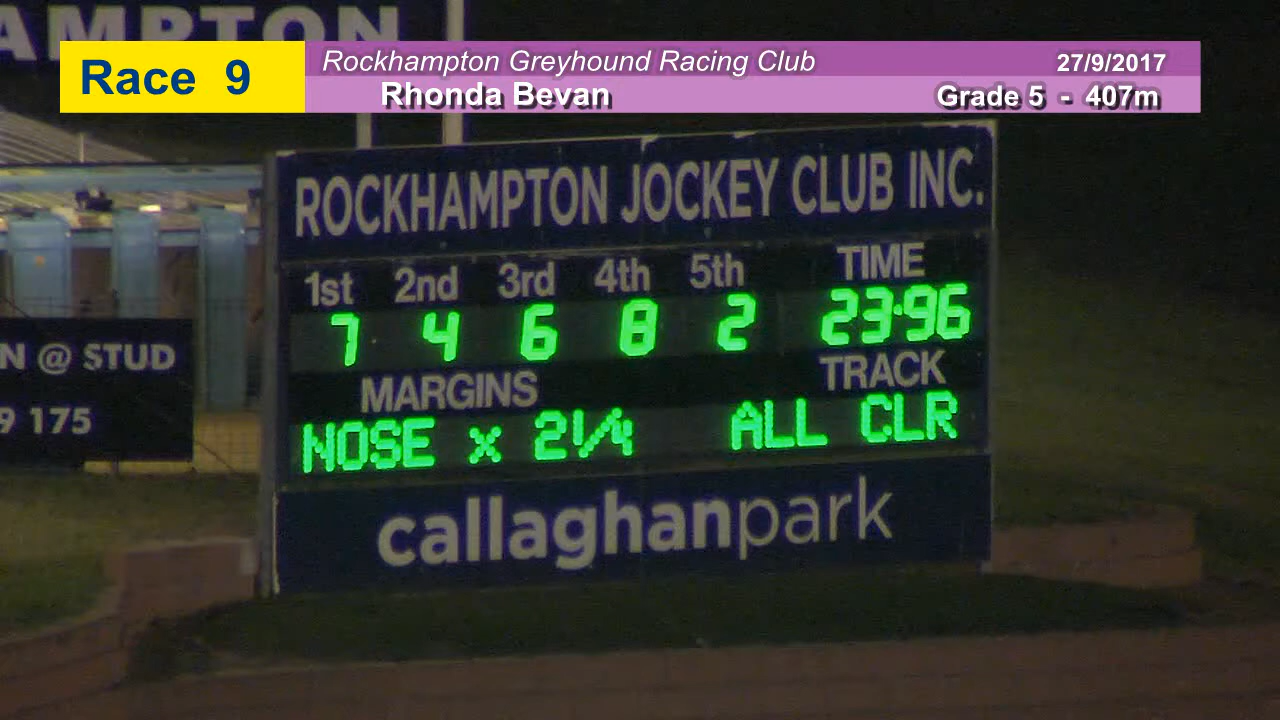 AMPTON
Race 9
Rockhampton Greyhound Racing Club
27/9/2017
Rhonda Bevan
Grade 5 - 407m
ROCKHAMPTON JOCKEY CLUB INC.
1st 2nd 3rd 4th 5th TIME
7 4 6 8 2 23·96
MARGINS TRACK
NOSE x 2¼ ALL CLR
callaghanpark
N @ STUD
9 175